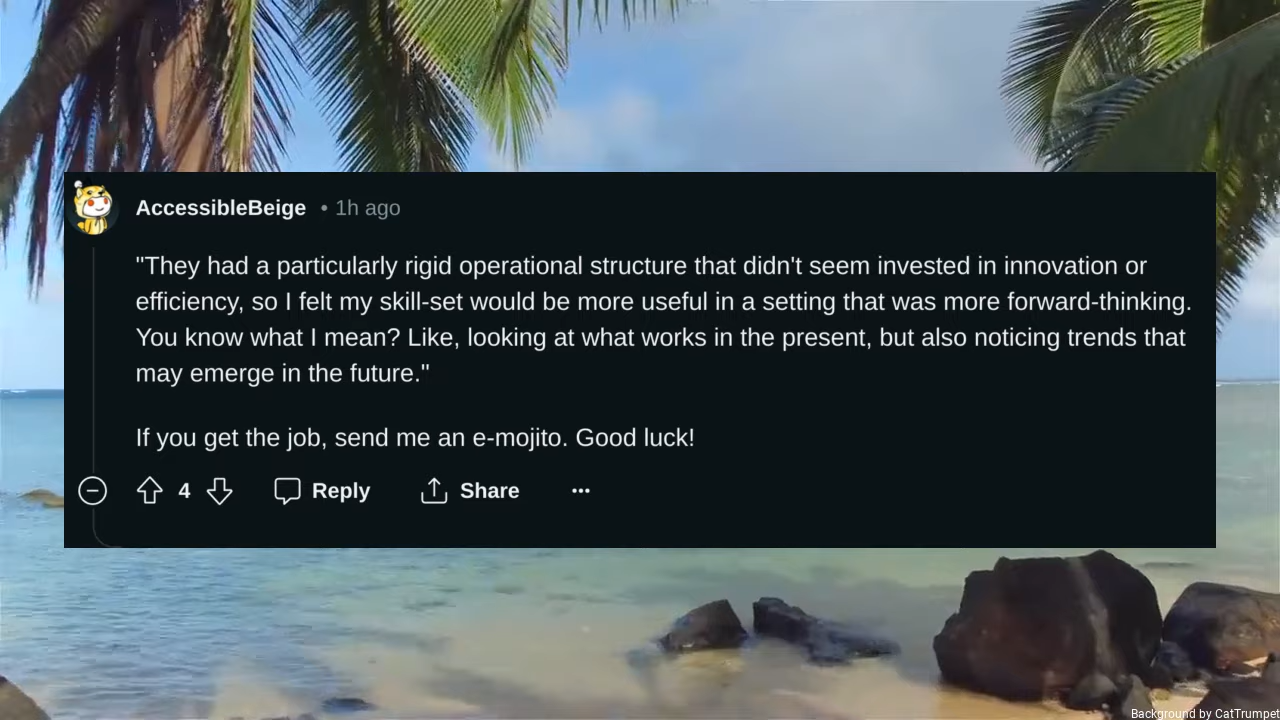 AccessibleBeige • 1h ago
"They had a particularly rigid operational structure that didn't seem invested in innovation or
efficiency, so I felt my skill-set would be more useful in a setting that was more forward-thinking.
You know what I mean? Like, looking at what works in the present, but also noticing trends that
may emerge in the future."
If you get the job, send me an e-mojito. Good luck!
4 Reply Share
Background by CatTrumpet